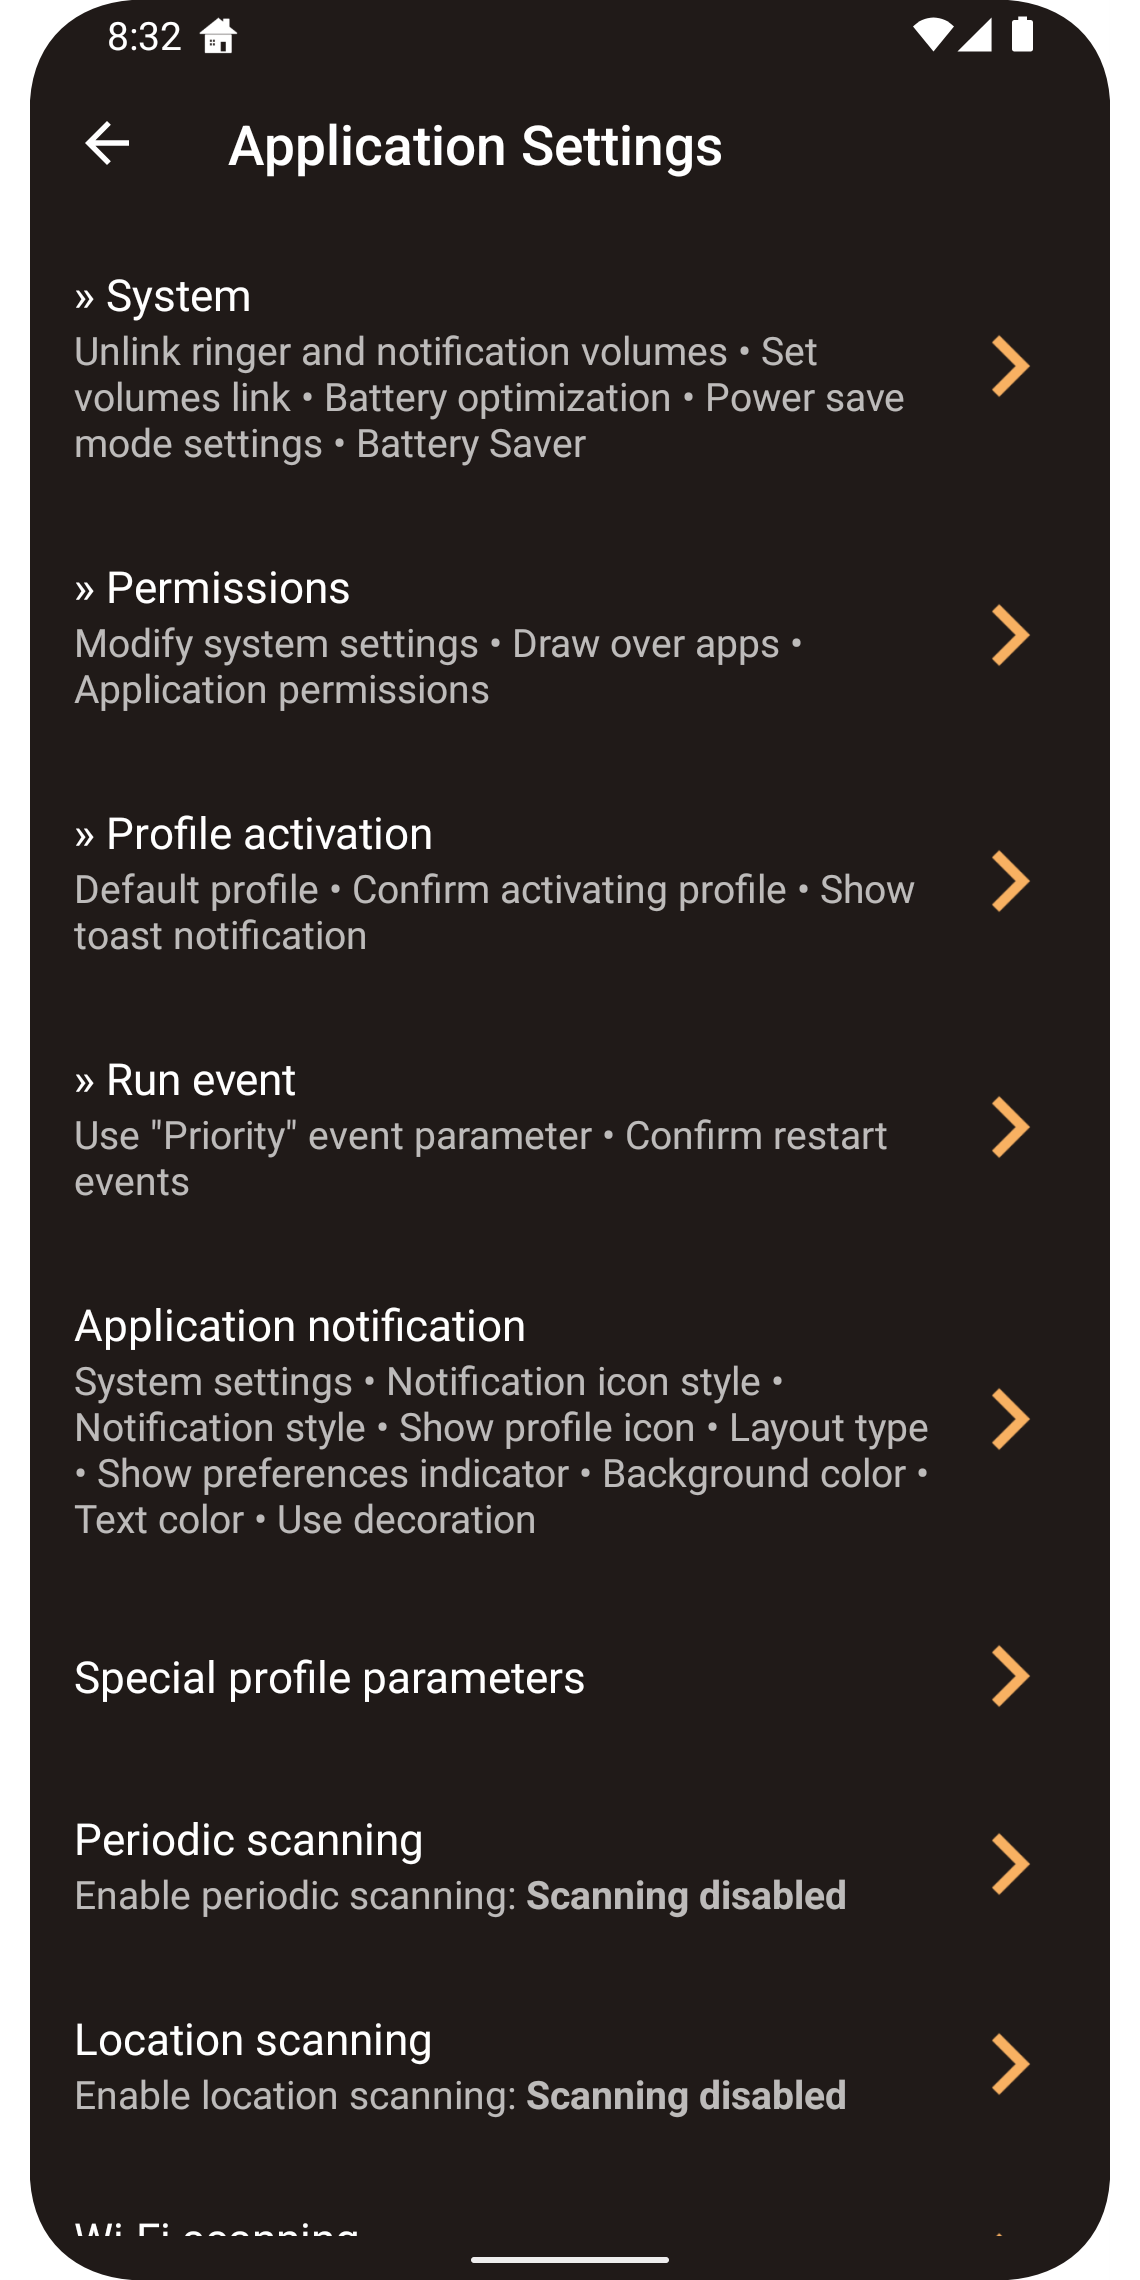 8:32
Application Settings
» System
Unlink ringer and notification volumes • Set
volumes link • Battery optimization • Power save
mode settings • Battery Saver
» Permissions
Modify system settings • Draw over apps •
Application permissions
» Profile activation
Default profile • Confirm activating profile • Show
toast notification
» Run event
Use "Priority" event parameter • Confirm restart
events
Application notification
System settings • Notification icon style •
Notification style • Show profile icon • Layout type
• Show preferences indicator • Background color •
Text color • Use decoration
Special profile parameters
Periodic scanning
Enable periodic scanning: Scanning disabled
Location scanning
Enable location scanning: Scanning disabled
Wi-Fi scanning